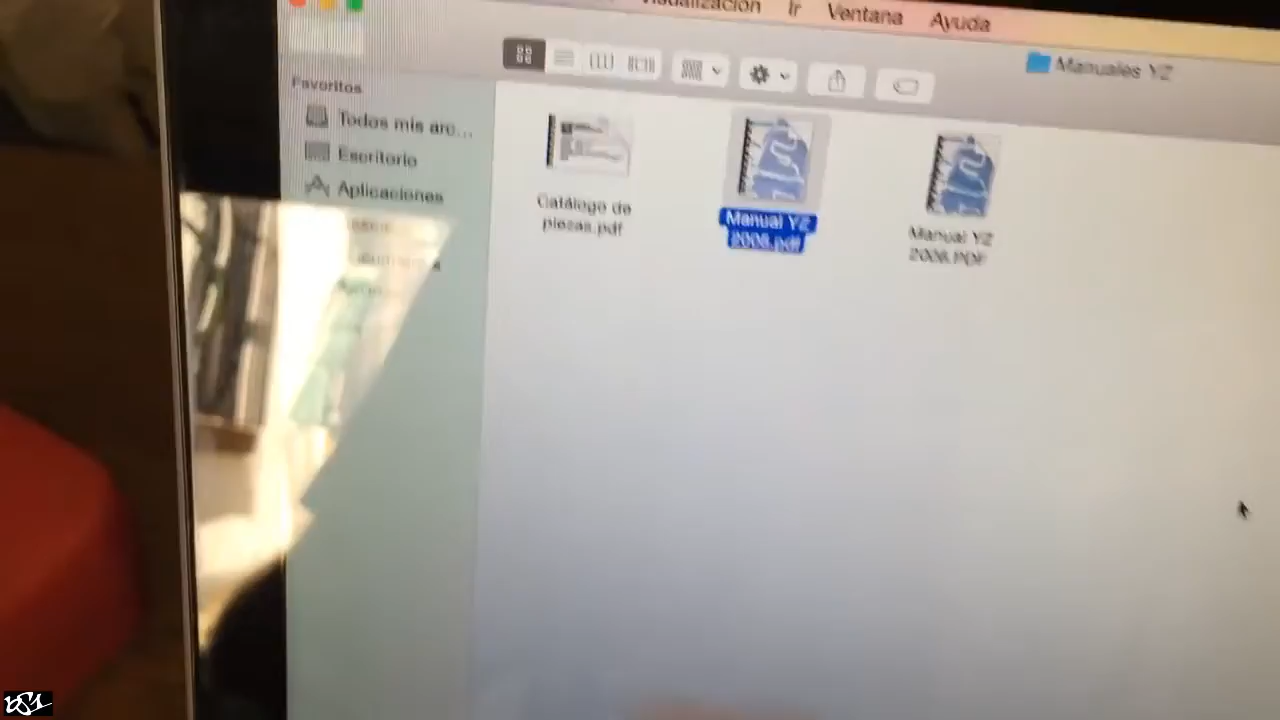 Visualización Ir Ventana Ayuda
Manuales YZ
Favoritos
Todos mis arc...
Escritorio
Aplicaciones
Catálogo de
piezas.pdf
Manual YZ
2008.pdf
Manual YZ
2006.PDF